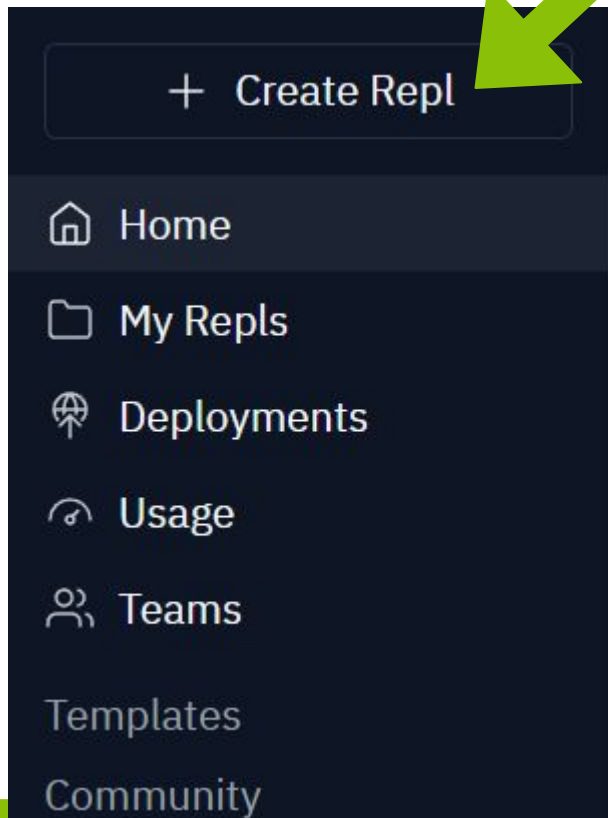 + Create Repl
Home
My Repls
Deployments
Usage
Teams
Templates
Community